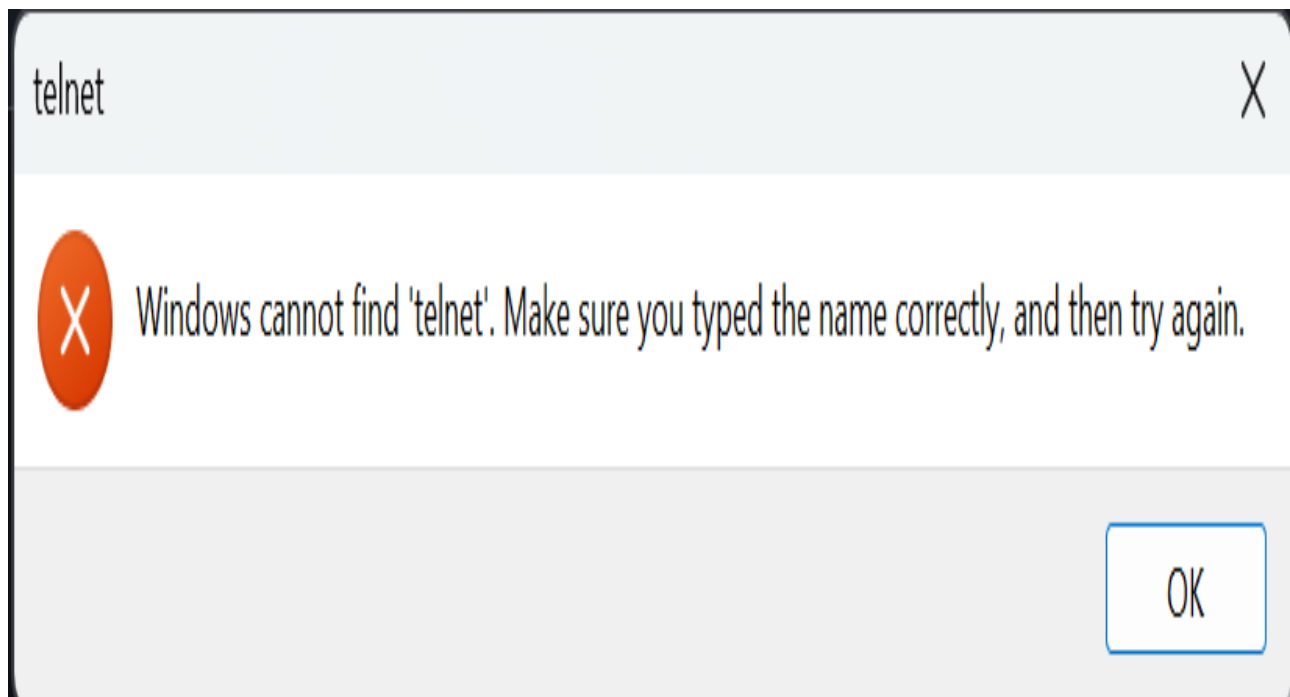 telnet
Windows cannot find 'telnet'. Make sure you typed the name correctly, and then try again.
OK